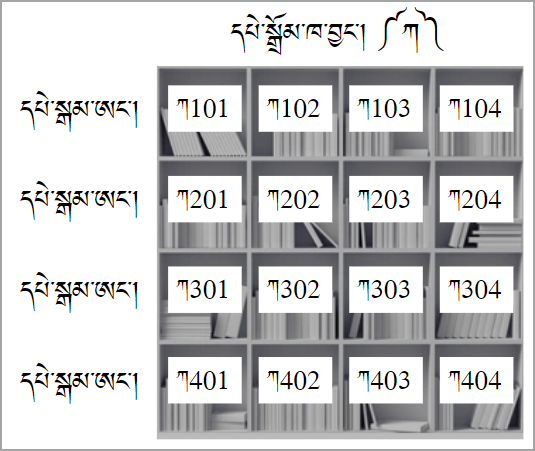 དཔེ་སྒྲོམ་ཁ་བྱང་། ༼ཀ༽
དཔེ་སྒྲམ་ཨང་། ཀ101 ཀ102 ཀ103 ཀ104
དཔེ་སྒྲམ་ཨང་། ཀ201 ཀ202 ཀ203 ཀ204
དཔེ་སྒྲམ་ཨང་། ཀ301 ཀ302 ཀ303 ཀ304
དཔེ་སྒྲམ་ཨང་། ཀ401 ཀ402 ཀ403 ཀ404